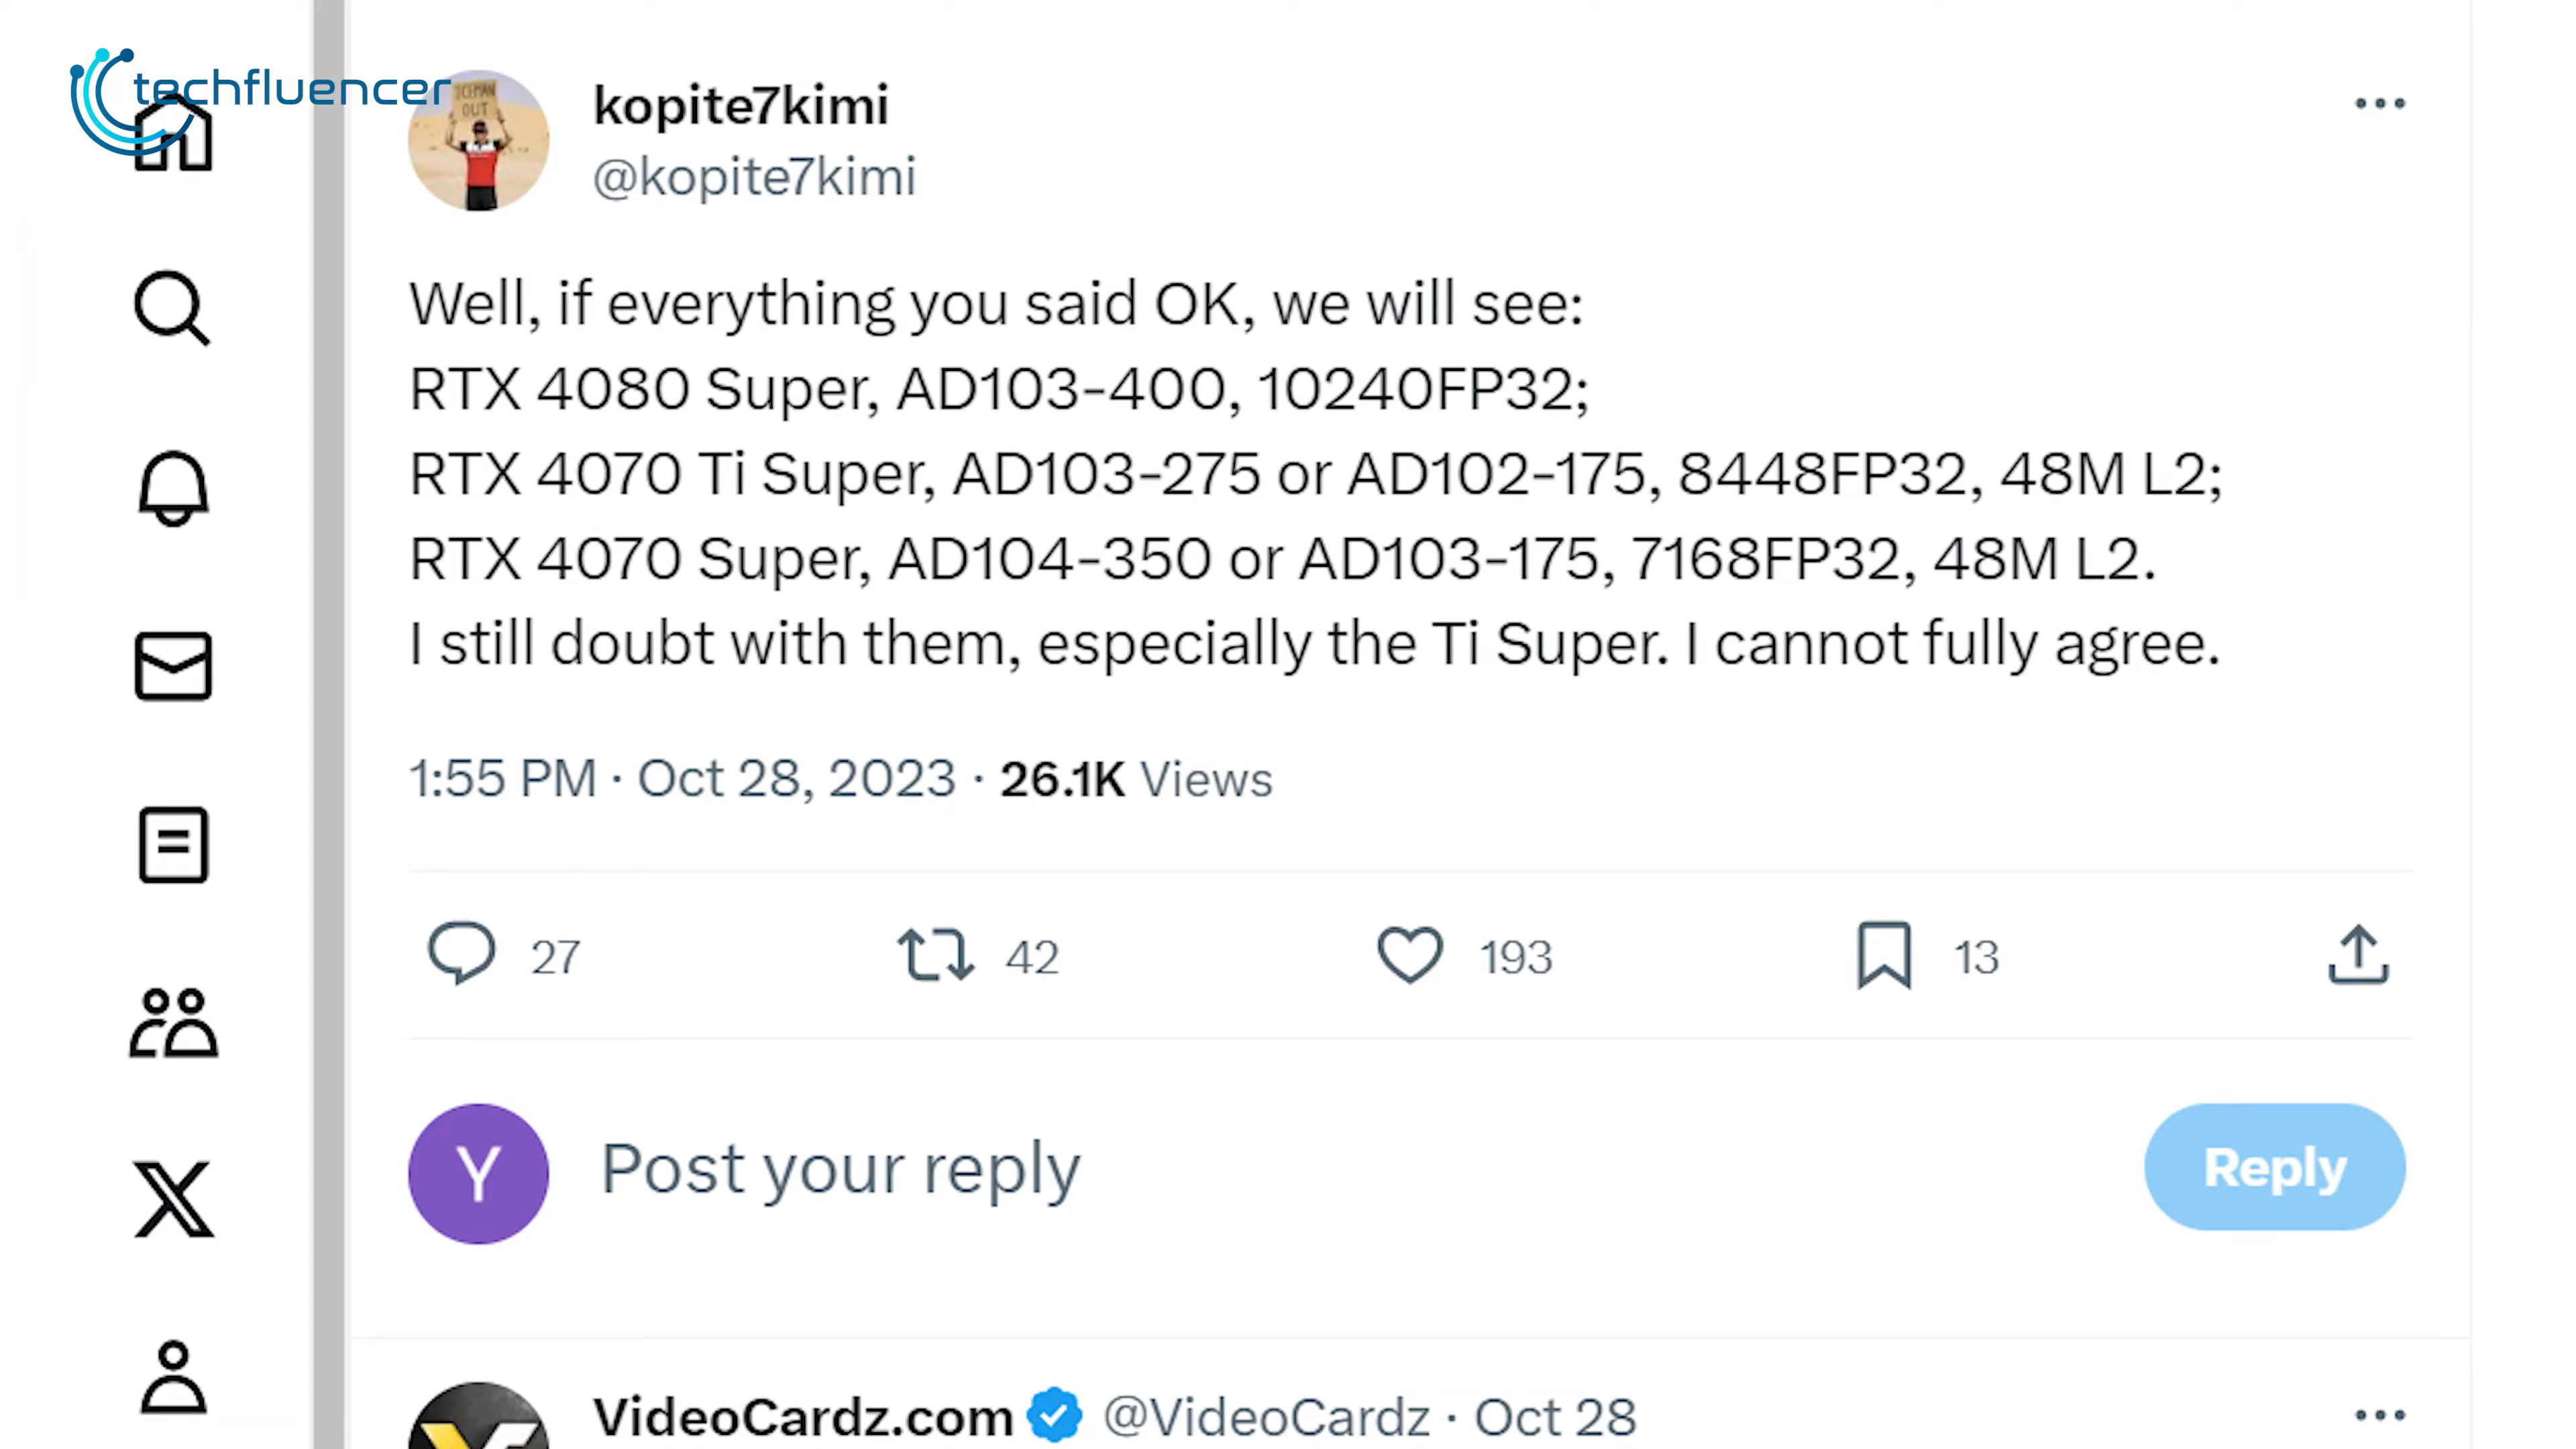 techfluencer
ICEMAN
OUT
kopite7kimi
@kopite7kimi
Well, if everything you said OK, we will see:
RTX 4080 Super, AD103-400, 10240FP32;
RTX 4070 Ti Super, AD103-275 or AD102-175, 8448FP32, 48M L2;
RTX 4070 Super, AD104-350 or AD103-175, 7168FP32, 48M L2.
I still doubt with them, especially the Ti Super. I cannot fully agree.
1:55 PM · Oct 28, 2023 · 26.1K Views
27 42 193 13
Y Post your reply Reply
VideoCardz.com @VideoCardz · Oct 28